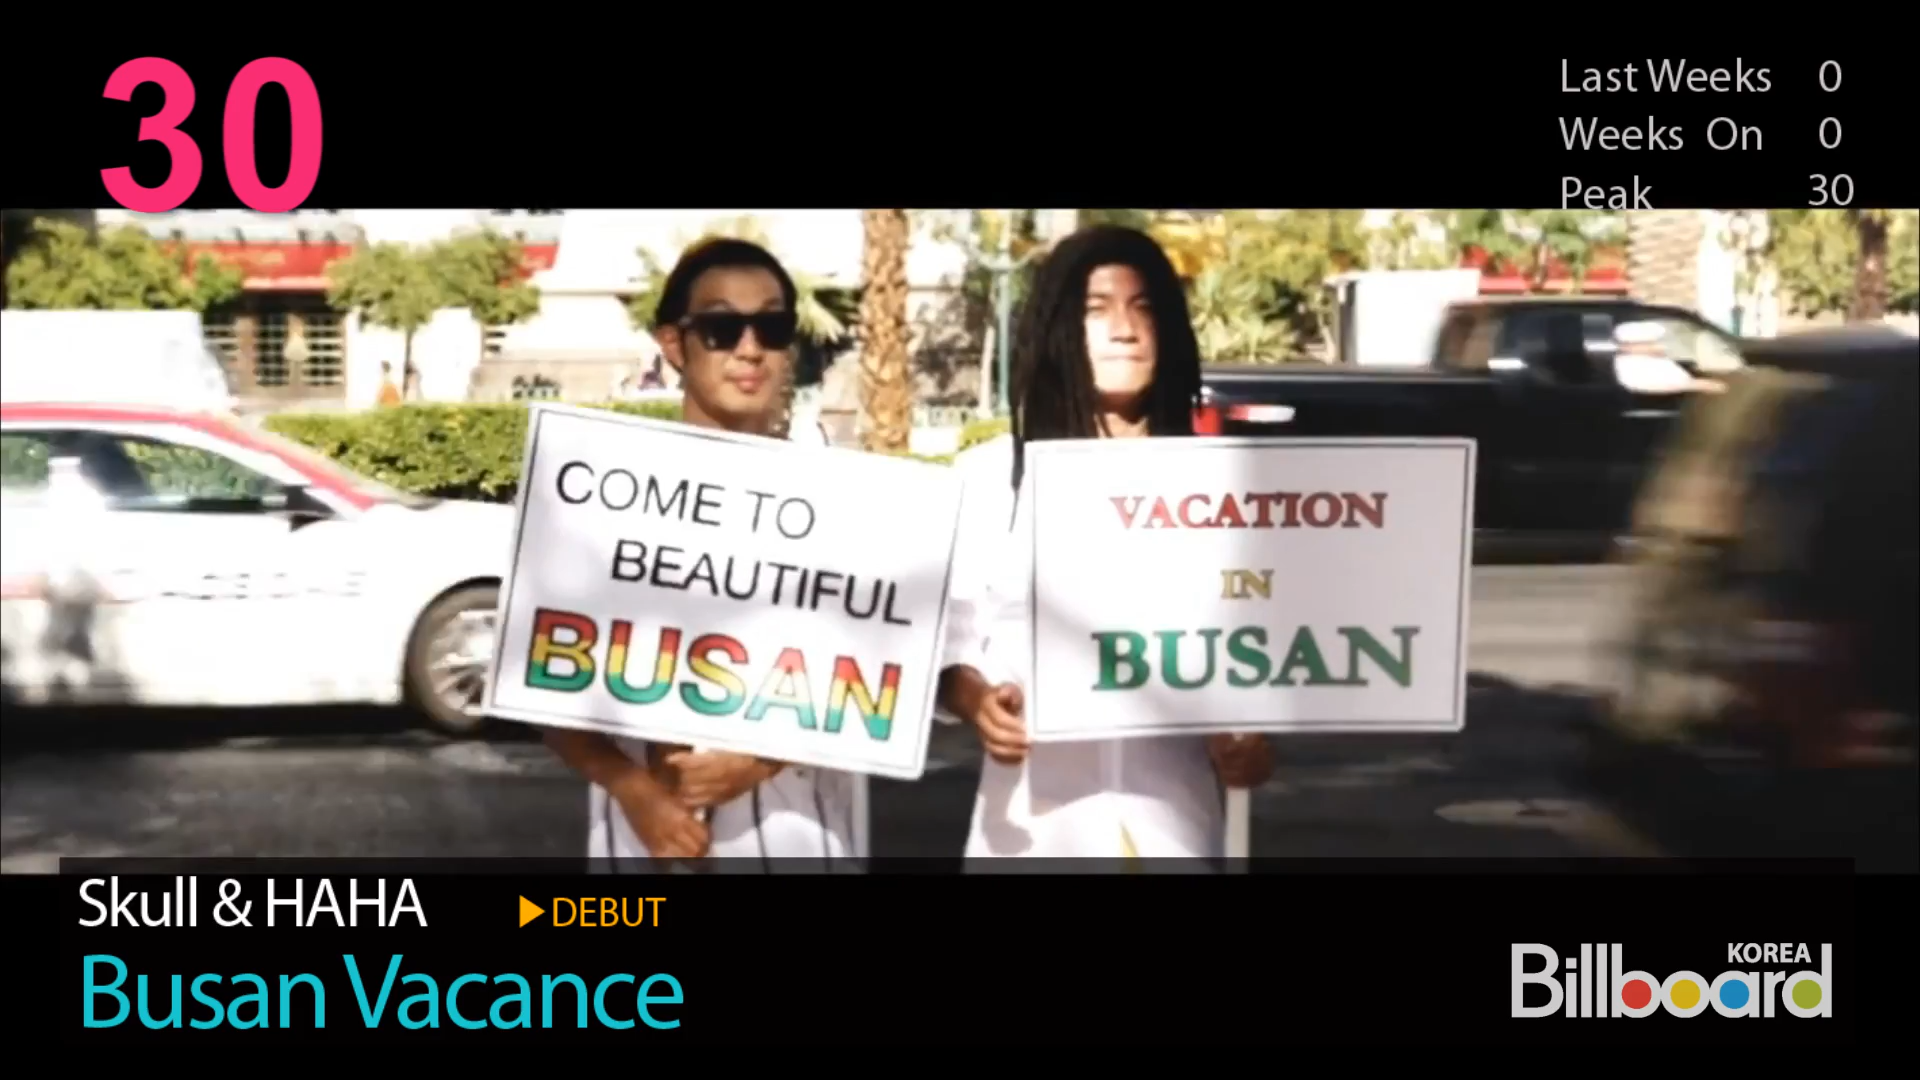 30
Last Weeks 0
Weeks On 0
Peak 30
COME TO
BEAUTIFUL
BUSAN
VACATION
IN
BUSAN
Skull & HAHA
▶DEBUT
Busan Vacance
Billboard KOREA